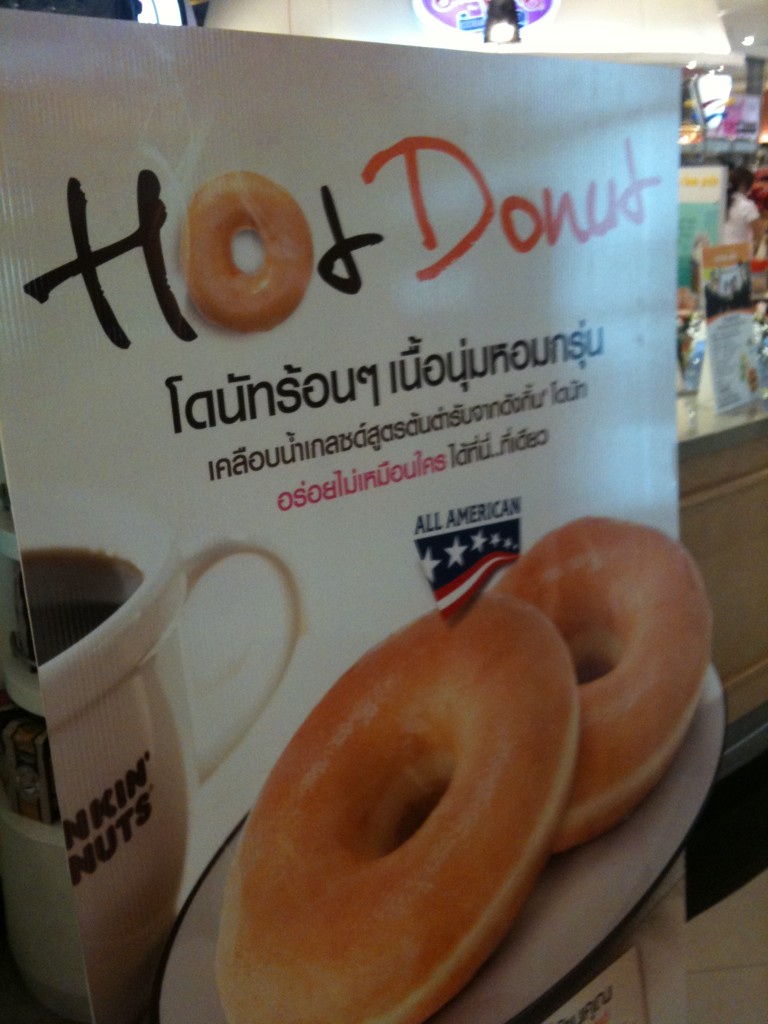 Hot Donut
โดนัทร้อนๆ เนื้อนุ่มหอมกรุ่น
เคลือบน้ำเกลซด์สูตรต้นตำรับจากดังกิ้น' โดนัท
อร่อยไม่เหมือนใคร ได้ที่นี่..ที่เดียว
ALL AMERICAN
NKIN'
NUTS